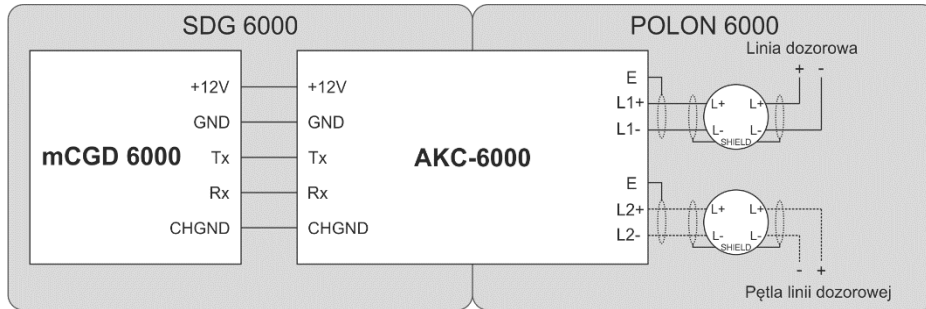 SDG 6000
POLON 6000
Linia dozorowa
+ -
mCGD 6000
+12V
GND
Tx
Rx
CHGND
AKC-6000
+12V
GND
Tx
Rx
CHGND
E
L1+
L1-
L+ L+
L- L-
SHIELD
E
L2+
L2-
L+ L+
L- L-
SHIELD
- +
Pętla linii dozorowej